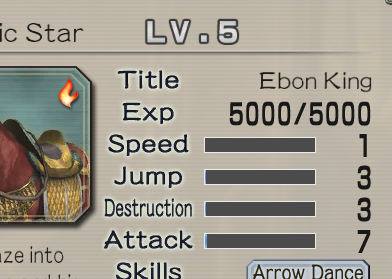 ic Star LV.5
Title Ebon King
Exp 5000/5000
Speed 1
Jump 3
Destruction 3
Attack 7
aze into
Skills Arrow Dance